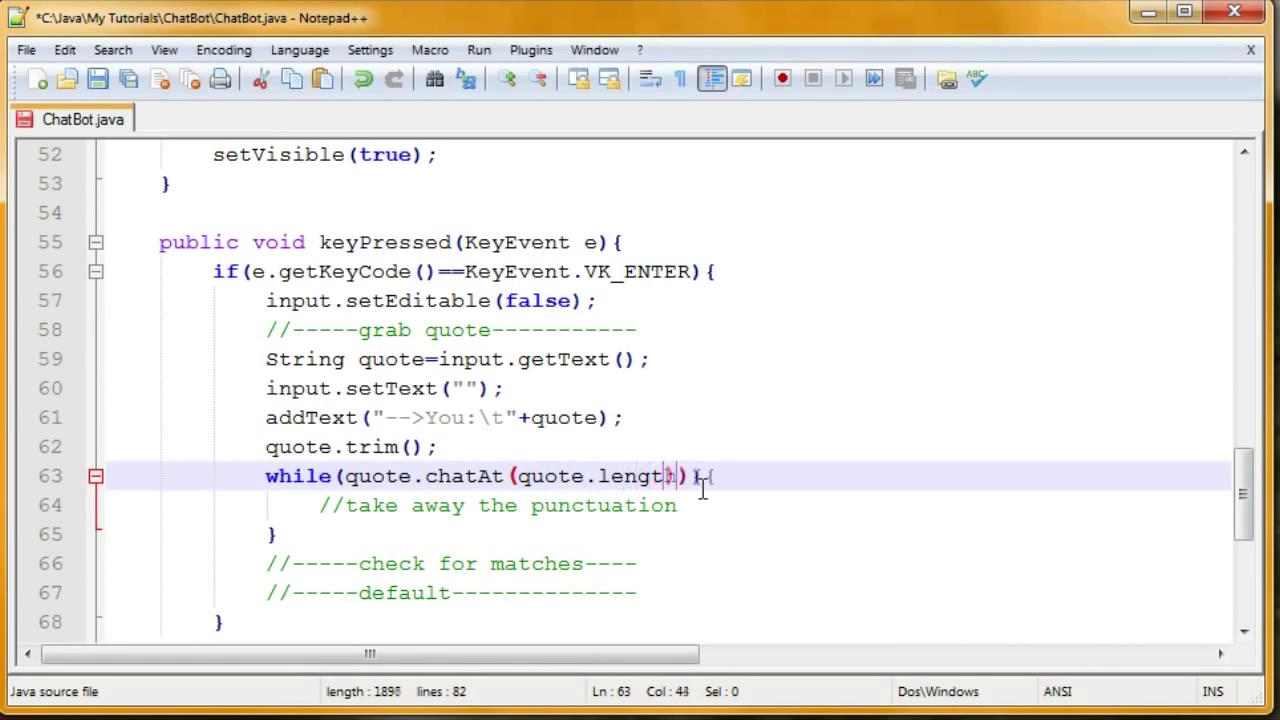 *C:\Java\My Tutorials\ChatBot\ChatBot.java - Notepad++
File Edit Search View Encoding Language Settings Macro Run Plugins Window ? X
ABC
ChatBot.java
52 setVisible(true);
53 }
54
55 public void keyPressed(KeyEvent e){
56 if(e.getKeyCode()==KeyEvent.VK_ENTER){
57 input.setEditable(false);
58 //-----grab quote-----------
59 String quote=input.getText();
60 input.setText("");
61 addText("-->You:\t"+quote);
62 quote.trim();
63 while(quote.chatAt(quote.length)){
64 //take away the punctuation
65 }
66 //-----check for matches----
67 //-----default--------------
68 }
Java source file length : lines : 82 Ln : 63 Col : Sel : 0 Dos\Windows ANSI INS